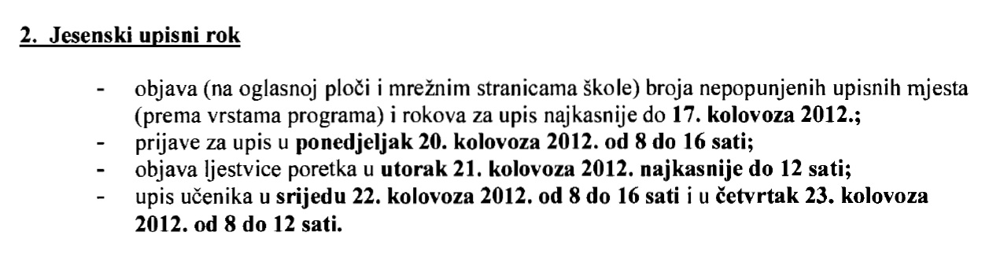 2. Jesenski upisni rok
- objava (na oglasnoj ploči i mrežnim stranicama škole) broja nepopunjenih upisnih mjesta
(prema vrstama programa) i rokova za upis najkasnije do 17. kolovoza 2012.;
- prijave za upis u ponedjeljak 20. kolovoza 2012. od 8 do 16 sati;
- objava ljestvice poretka u utorak 21. kolovoza 2012. najkasnije do 12 sati;
- upis učenika u srijedu 22. kolovoza 2012. od 8 do 16 sati i u četvrtak 23. kolovoza
2012. od 8 do 12 sati.